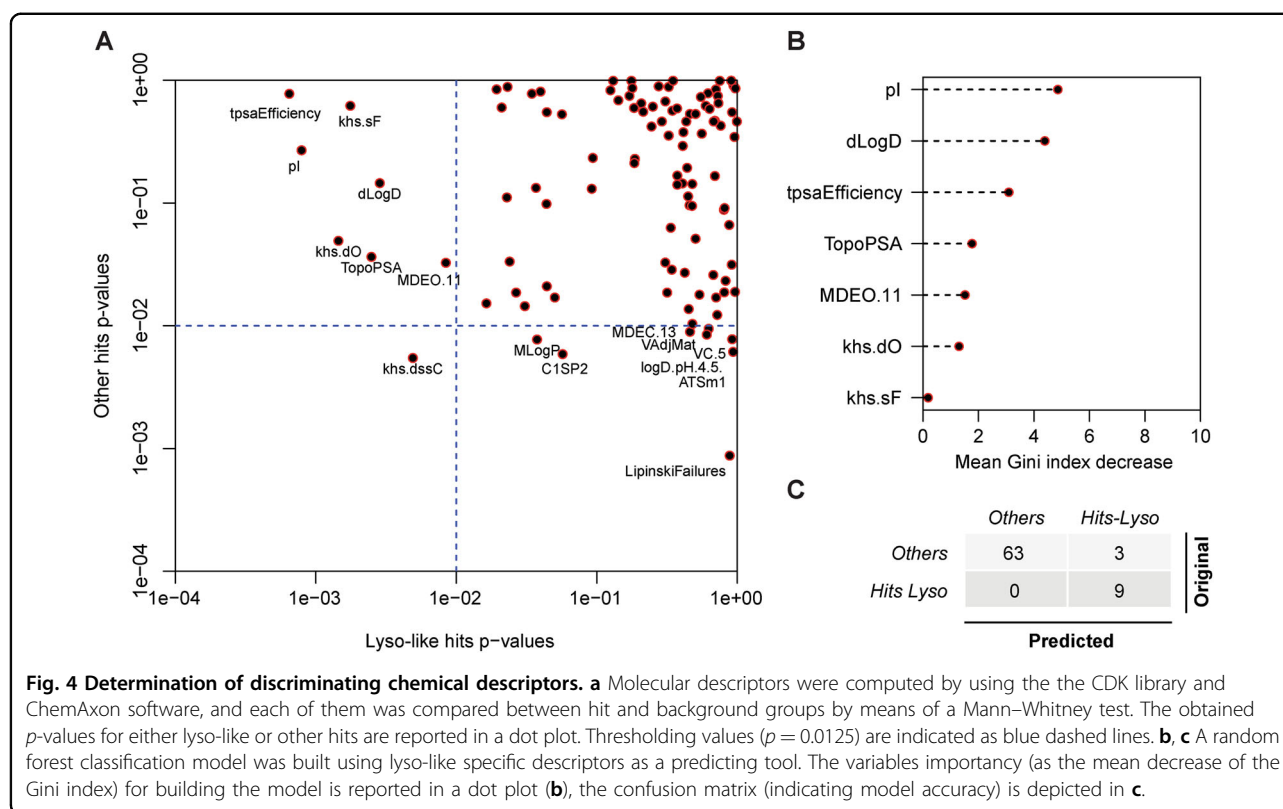 A
Other hits p-values
1e+00
1e-01
1e-02
1e-03
1e-04
tpsaEfficiency
khs.sF
pI
dLogD
khs.dO
TopoPSA
MDEO.11
khs.dssC
MLogP
C1SP2
MDEC.13
VAdjMat
VC.5
logD.pH.4.5.
ATSm1
LipinskiFailures
1e-04 1e-03 1e-02 1e-01 1e+00
Lyso-like hits p-values
B
pI
dLogD
tpsaEfficiency
TopoPSA
MDEO.11
khs.dO
khs.sF
0 2 4 6 8 10
Mean Gini index decrease
C
Others Hits-Lyso
Others 63 3
Hits Lyso 0 9
Original
Predicted
Fig. 4 Determination of discriminating chemical descriptors. a Molecular descriptors were computed by using the the CDK library and
ChemAxon software, and each of them was compared between hit and background groups by means of a Mann–Whitney test. The obtained
p-values for either lyso-like or other hits are reported in a dot plot. Thresholding values (p = 0.0125) are indicated as blue dashed lines. b, c A random
forest classification model was built using lyso-like specific descriptors as a predicting tool. The variables importancy (as the mean decrease of the
Gini index) for building the model is reported in a dot plot (b), the confusion matrix (indicating model accuracy) is depicted in c.